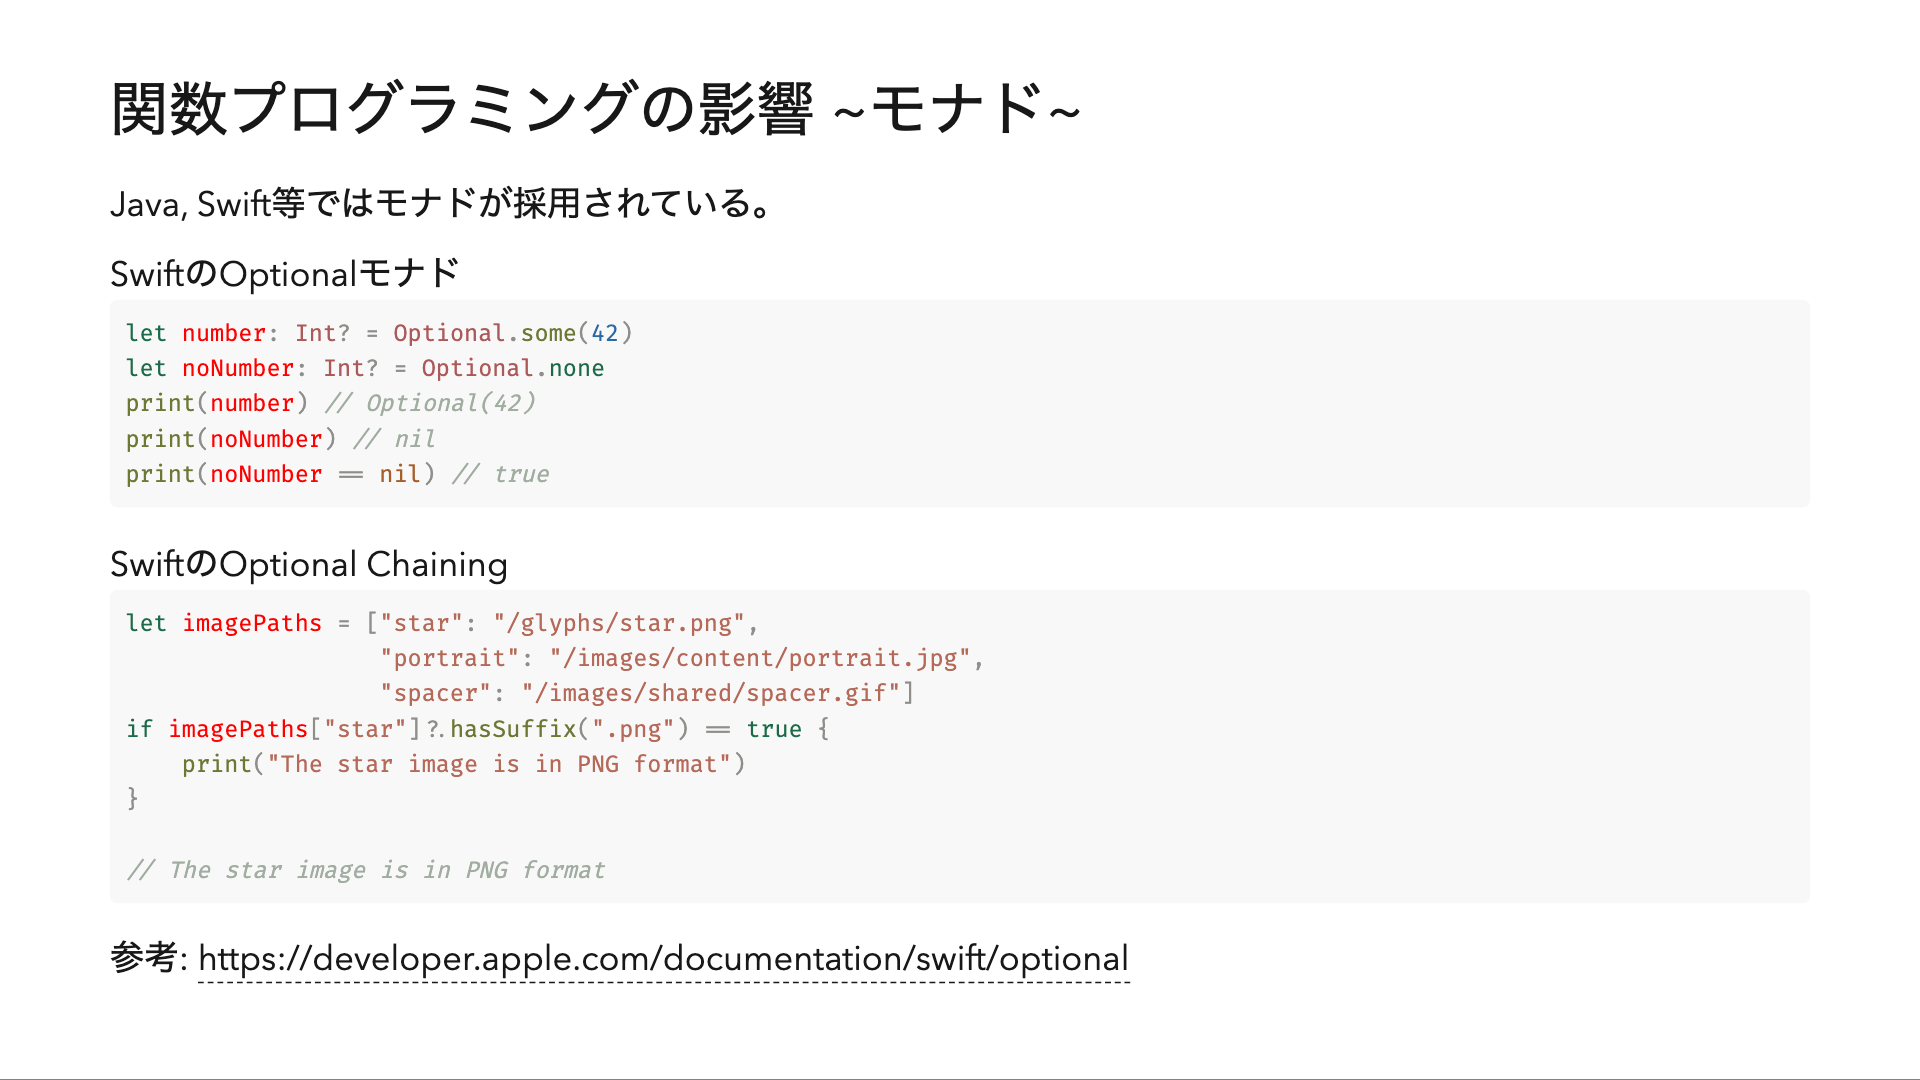 関数プログラミングの影響 ~モナド~
Java, Swift等ではモナドが採用されている。
SwiftのOptionalモナド
let number: Int? = Optional.some(42)
let noNumber: Int? = Optional.none
print(number) // Optional(42)
print(noNumber) // nil
print(noNumber == nil) // true
SwiftのOptional Chaining
let imagePaths = ["star": "/glyphs/star.png",
                  "portrait": "/images/content/portrait.jpg",
                  "spacer": "/images/shared/spacer.gif"]
if imagePaths["star"]?.hasSuffix(".png") == true {
    print("The star image is in PNG format")
}
// The star image is in PNG format
参考: https://developer.apple.com/documentation/swift/optional